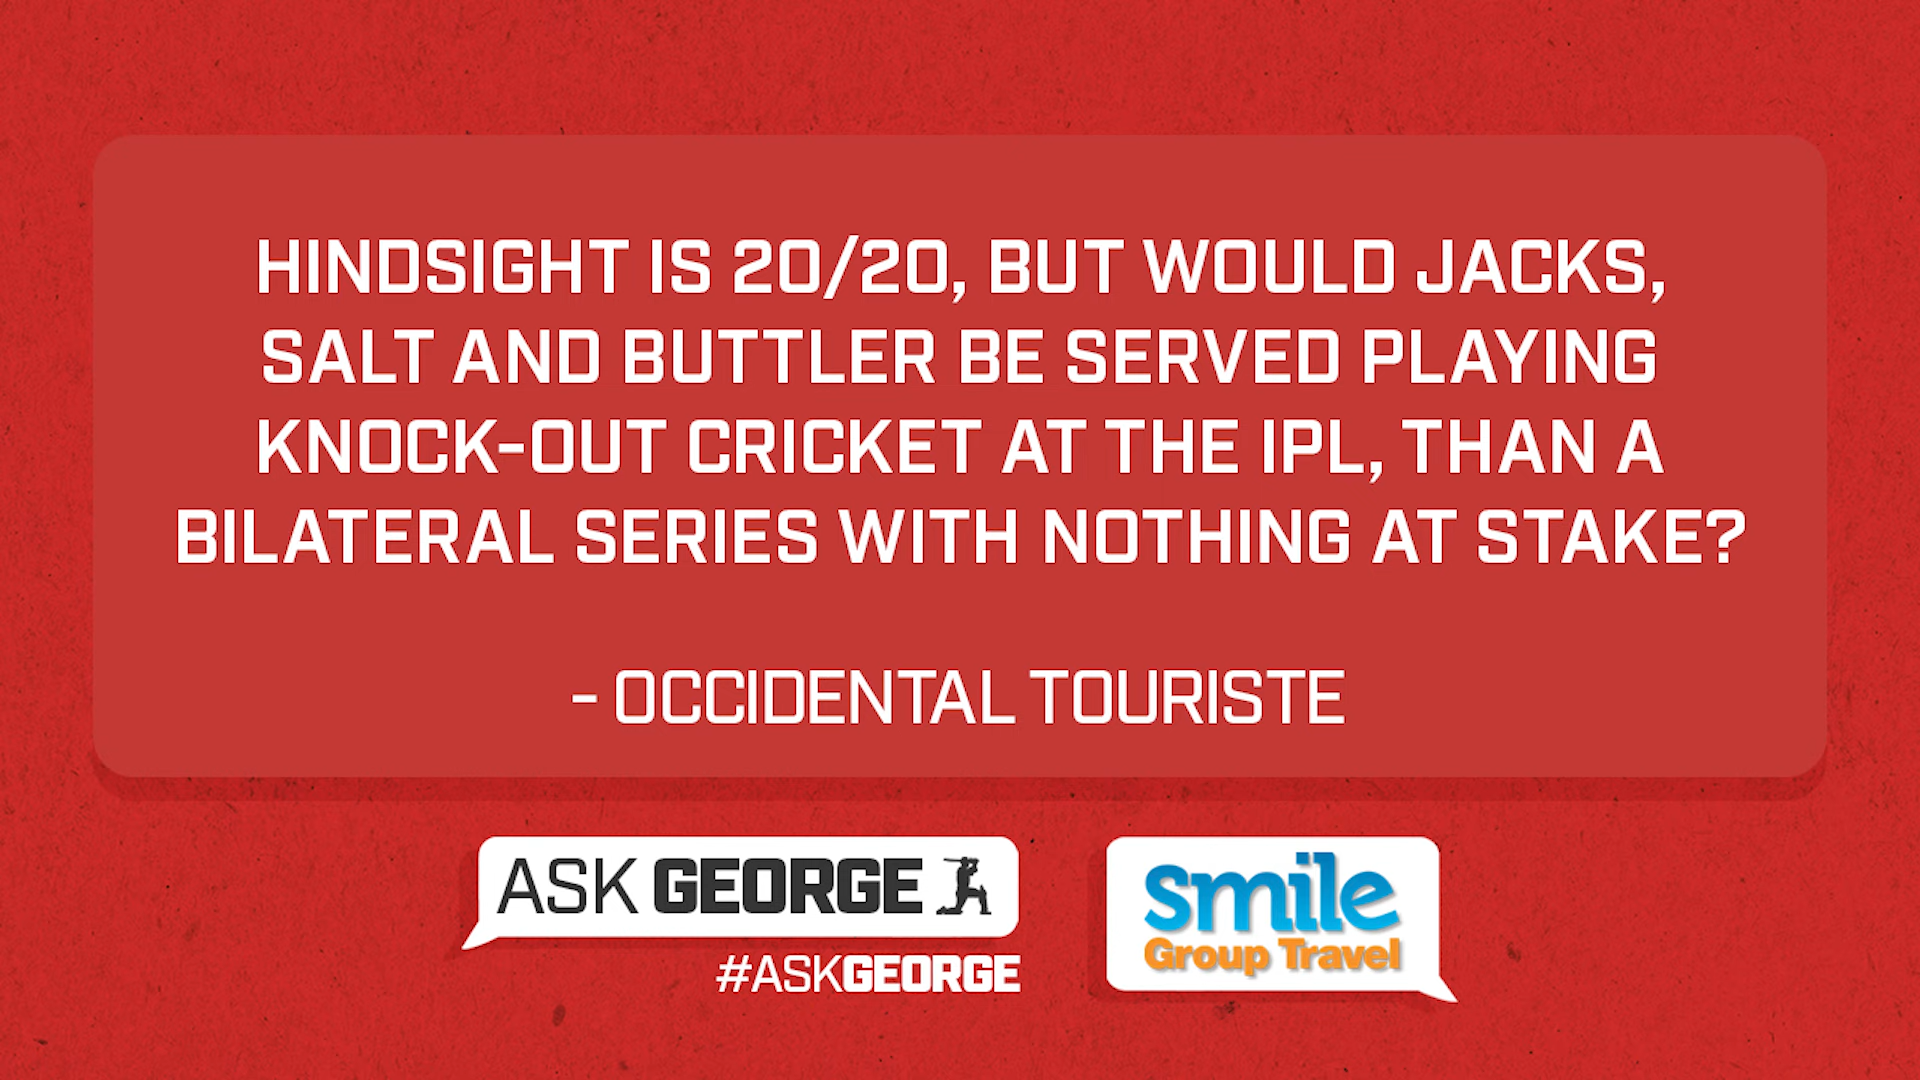 HINDSIGHT IS 20/20, BUT WOULD JACKS,
SALT AND BUTTLER BE SERVED PLAYING
KNOCK-OUT CRICKET AT THE IPL, THAN A
BILATERAL SERIES WITH NOTHING AT STAKE?
- OCCIDENTAL TOURISTE
ASK GEORGE
#ASKGEORGE
smile
Group Travel